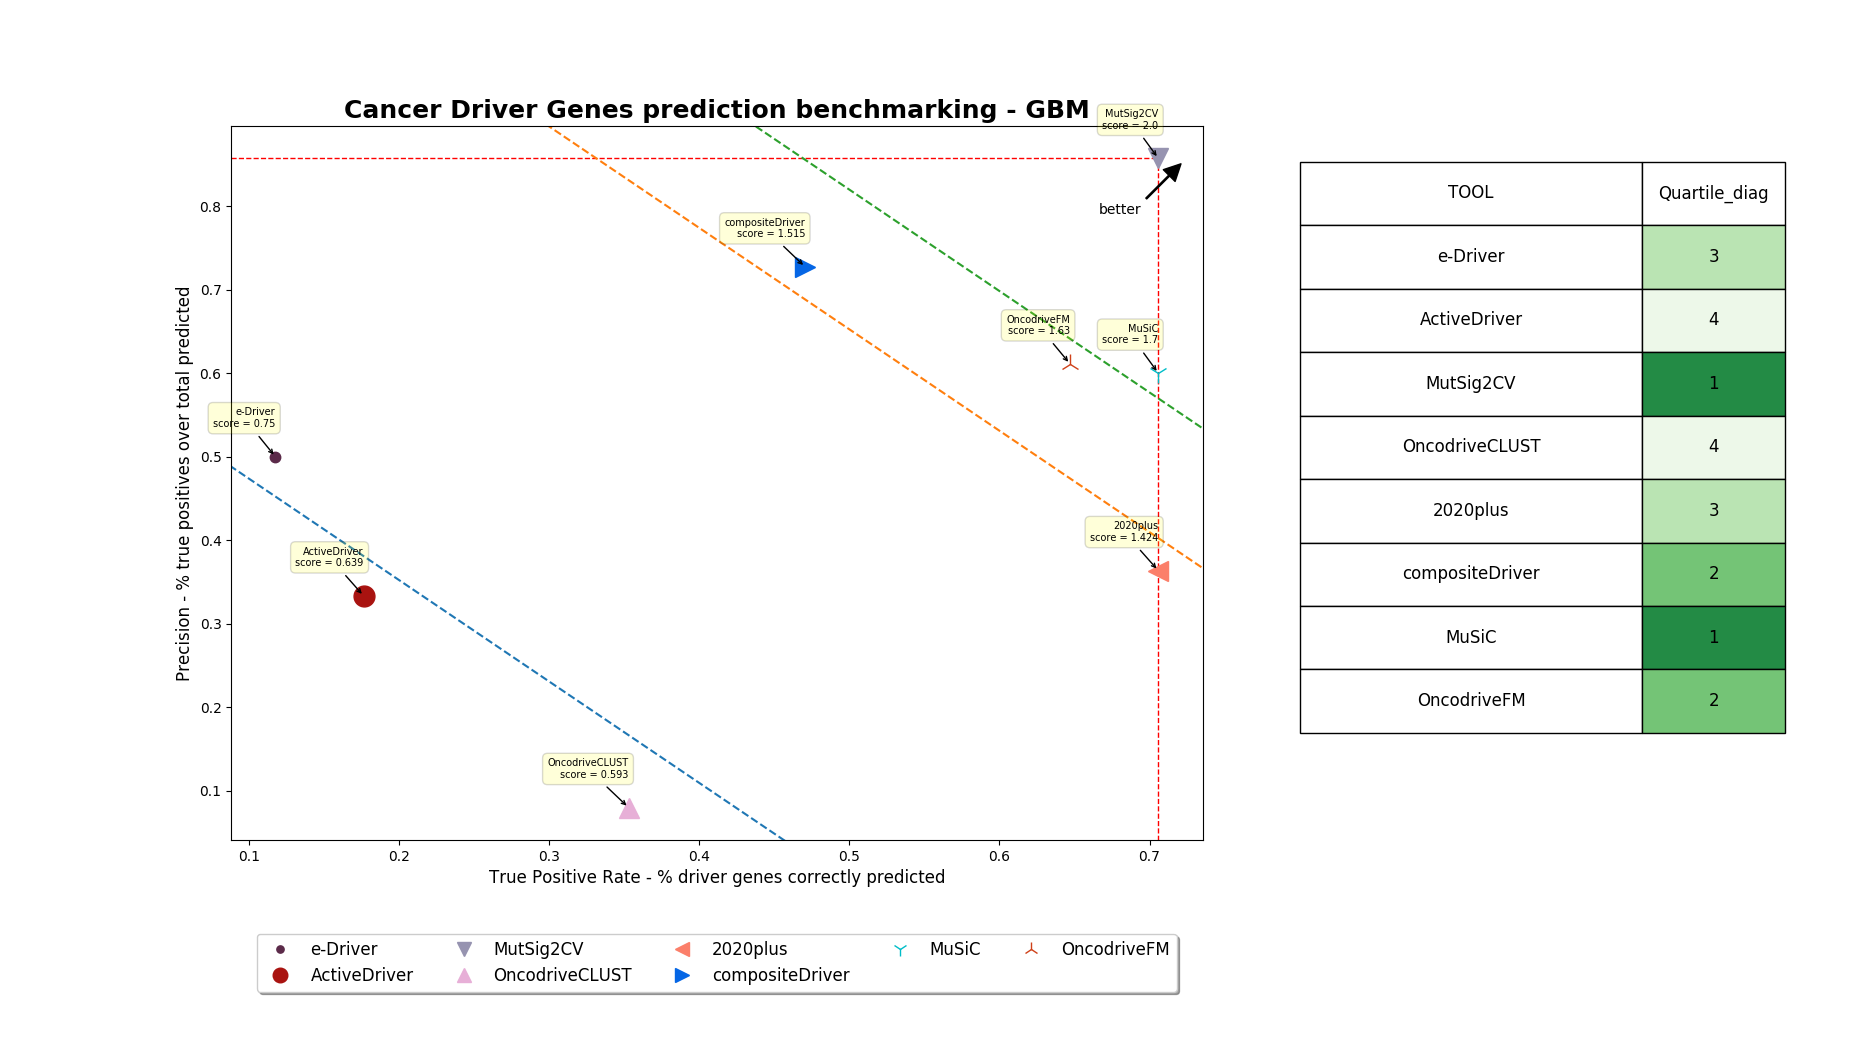 Cancer Driver Genes prediction benchmarking - GBM
MutSig2CV
score = 2.0
better
compositeDriver
score = 1.515
OncodriveFM
score = 1.63
MuSiC
score = 1.7
e-Driver
score = 0.75
2020plus
score = 1.424
ActiveDriver
score = 0.639
OncodriveCLUST
score = 0.593
Precision - % true positives over total predicted
0.8
0.7
0.6
0.5
0.4
0.3
0.2
0.1
0.1 0.2 0.3 0.4 0.5 0.6 0.7
True Positive Rate - % driver genes correctly predicted
e-Driver MutSig2CV 2020plus MuSiC OncodriveFM
ActiveDriver OncodriveCLUST compositeDriver
TOOL Quartile_diag
e-Driver 3
ActiveDriver 4
MutSig2CV 1
OncodriveCLUST 4
2020plus 3
compositeDriver 2
MuSiC 1
OncodriveFM 2